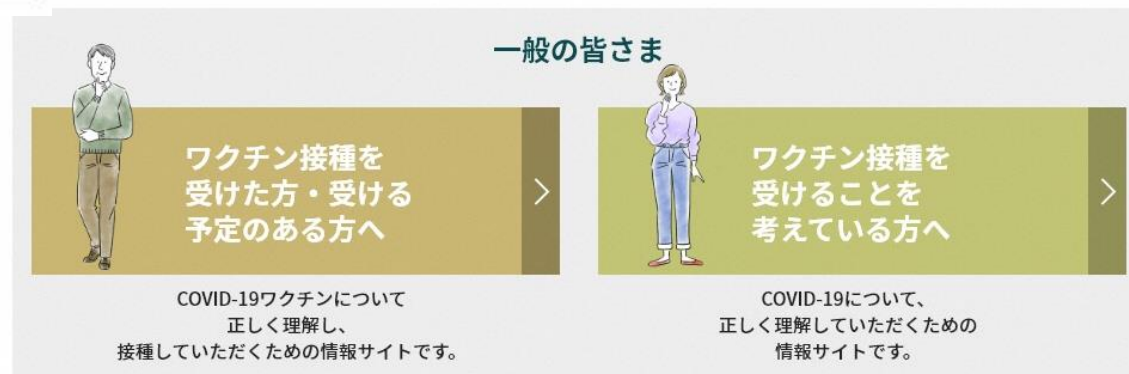 一般の皆さま
ワクチン接種を
受けた方・受ける
予定のある方へ
COVID-19ワクチンについて
正しく理解し、
接種していただくための情報サイトです。
ワクチン接種を
受けることを
考えている方へ
COVID-19について、
正しく理解していただくための
情報サイトです。